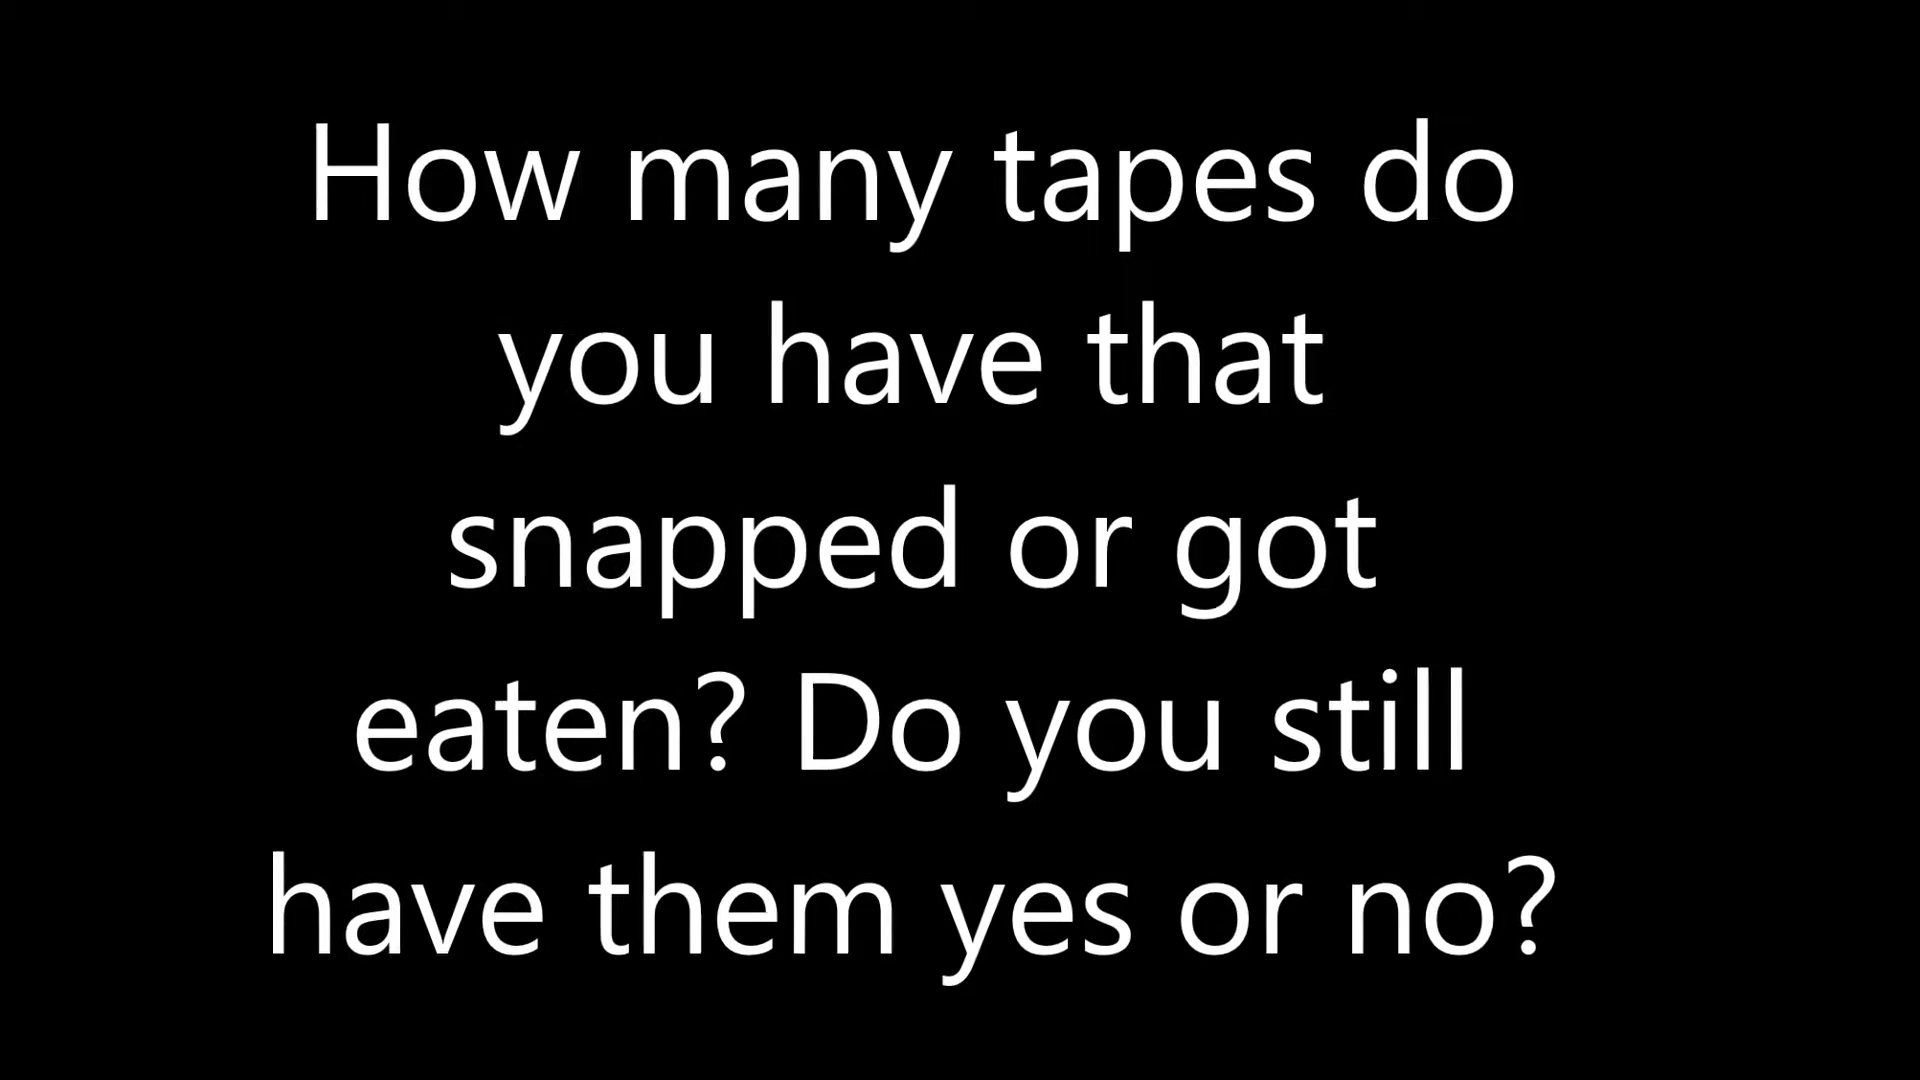 How many tapes do
you have that
snapped or got
eaten? Do you still
have them yes or no?